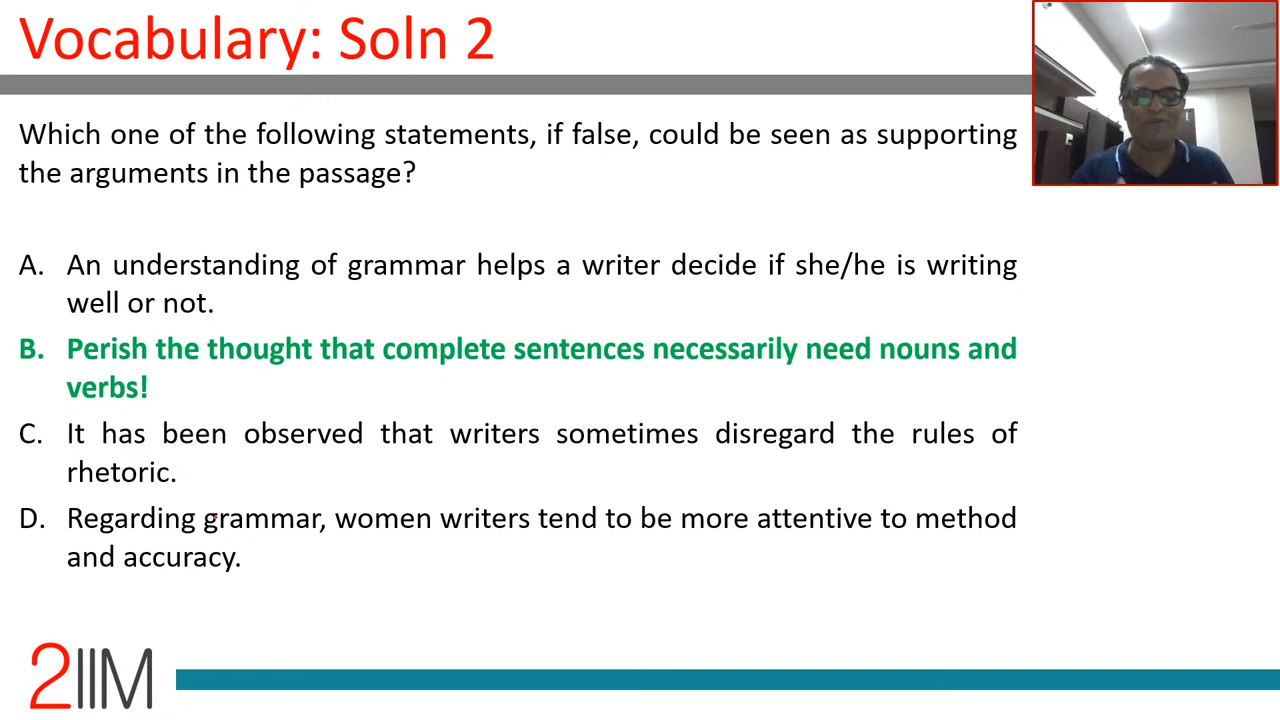 Vocabulary: Soln 2
Which one of the following statements, if false, could be seen as supporting
the arguments in the passage?
A. An understanding of grammar helps a writer decide if she/he is writing
well or not.
B. Perish the thought that complete sentences necessarily need nouns and
verbs!
C. It has been observed that writers sometimes disregard the rules of
rhetoric.
D. Regarding grammar, women writers tend to be more attentive to method
and accuracy.
2IIM